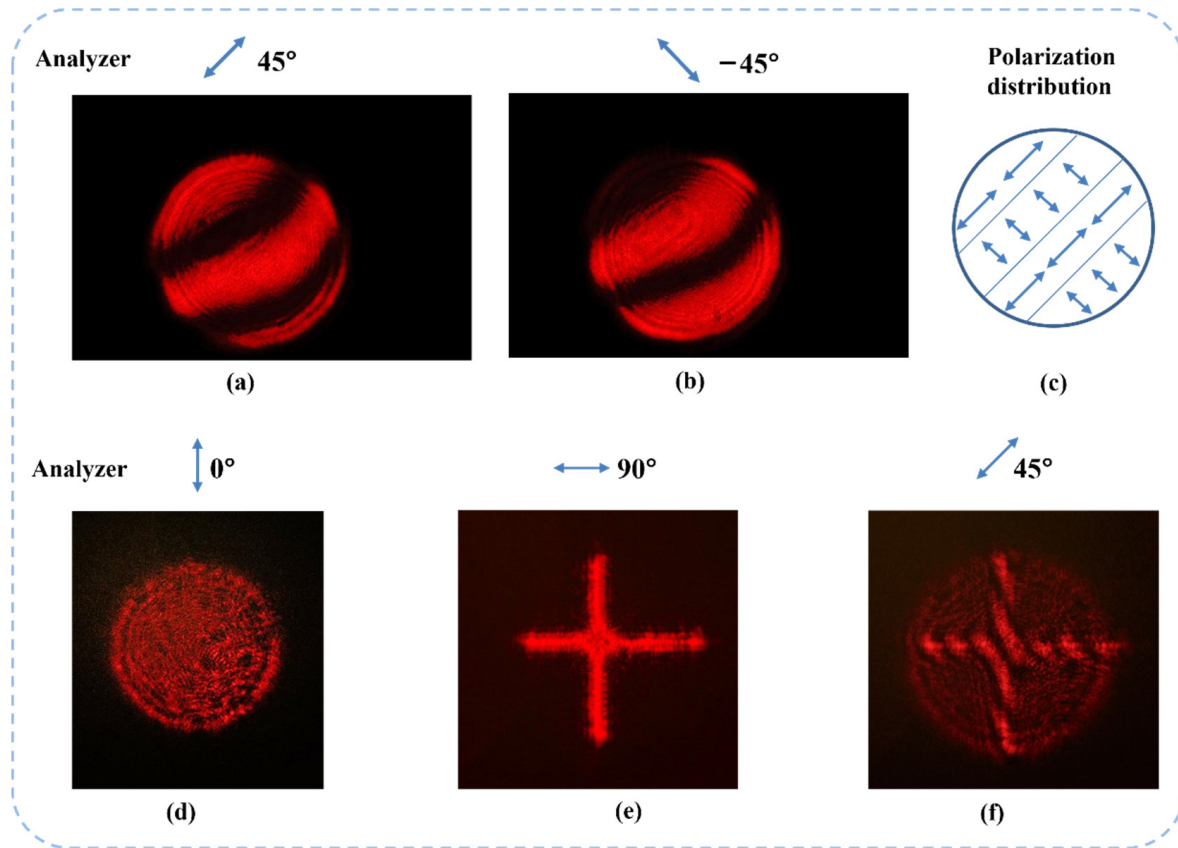 Analyzer
45°
−45°
Polarization
distribution
(a)
(b)
(c)
Analyzer
0°
90°
45°
(d)
(e)
(f)